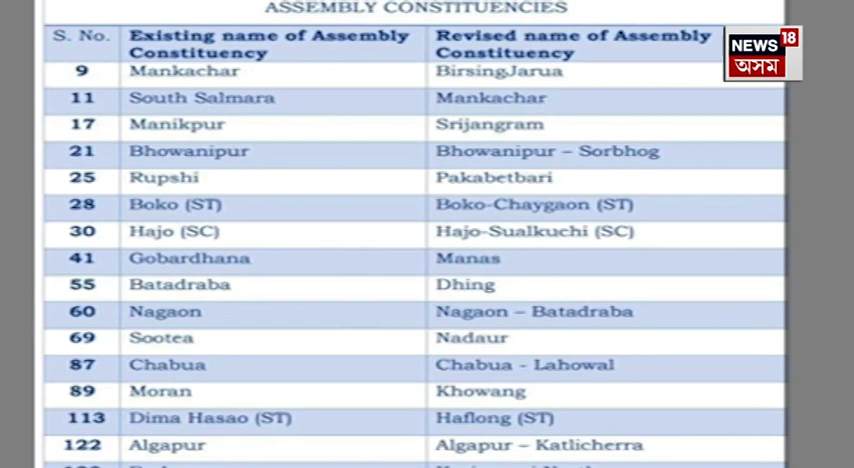 ASSEMBLY CONSTITUENCIES
S. No. Existing name of Assembly Constituency Revised name of Assembly Constituency
NEWS 18
অসম
9 Mankachar BirsingJarua
11 South Salmara Mankachar
17 Manikpur Srijangram
21 Bhowanipur Bhowanipur – Sorbhog
25 Rupshi Pakabetbari
28 Boko (ST) Boko-Chaygaon (ST)
30 Hajo (SC) Hajo-Sualkuchi (SC)
41 Gobardhana Manas
55 Batadraba Dhing
60 Nagaon Nagaon – Batadraba
69 Sootea Nadaur
87 Chabua Chabua - Lahowal
89 Moran Khowang
113 Dima Hasao (ST) Haflong (ST)
122 Algapur Algapur – Katlicherra